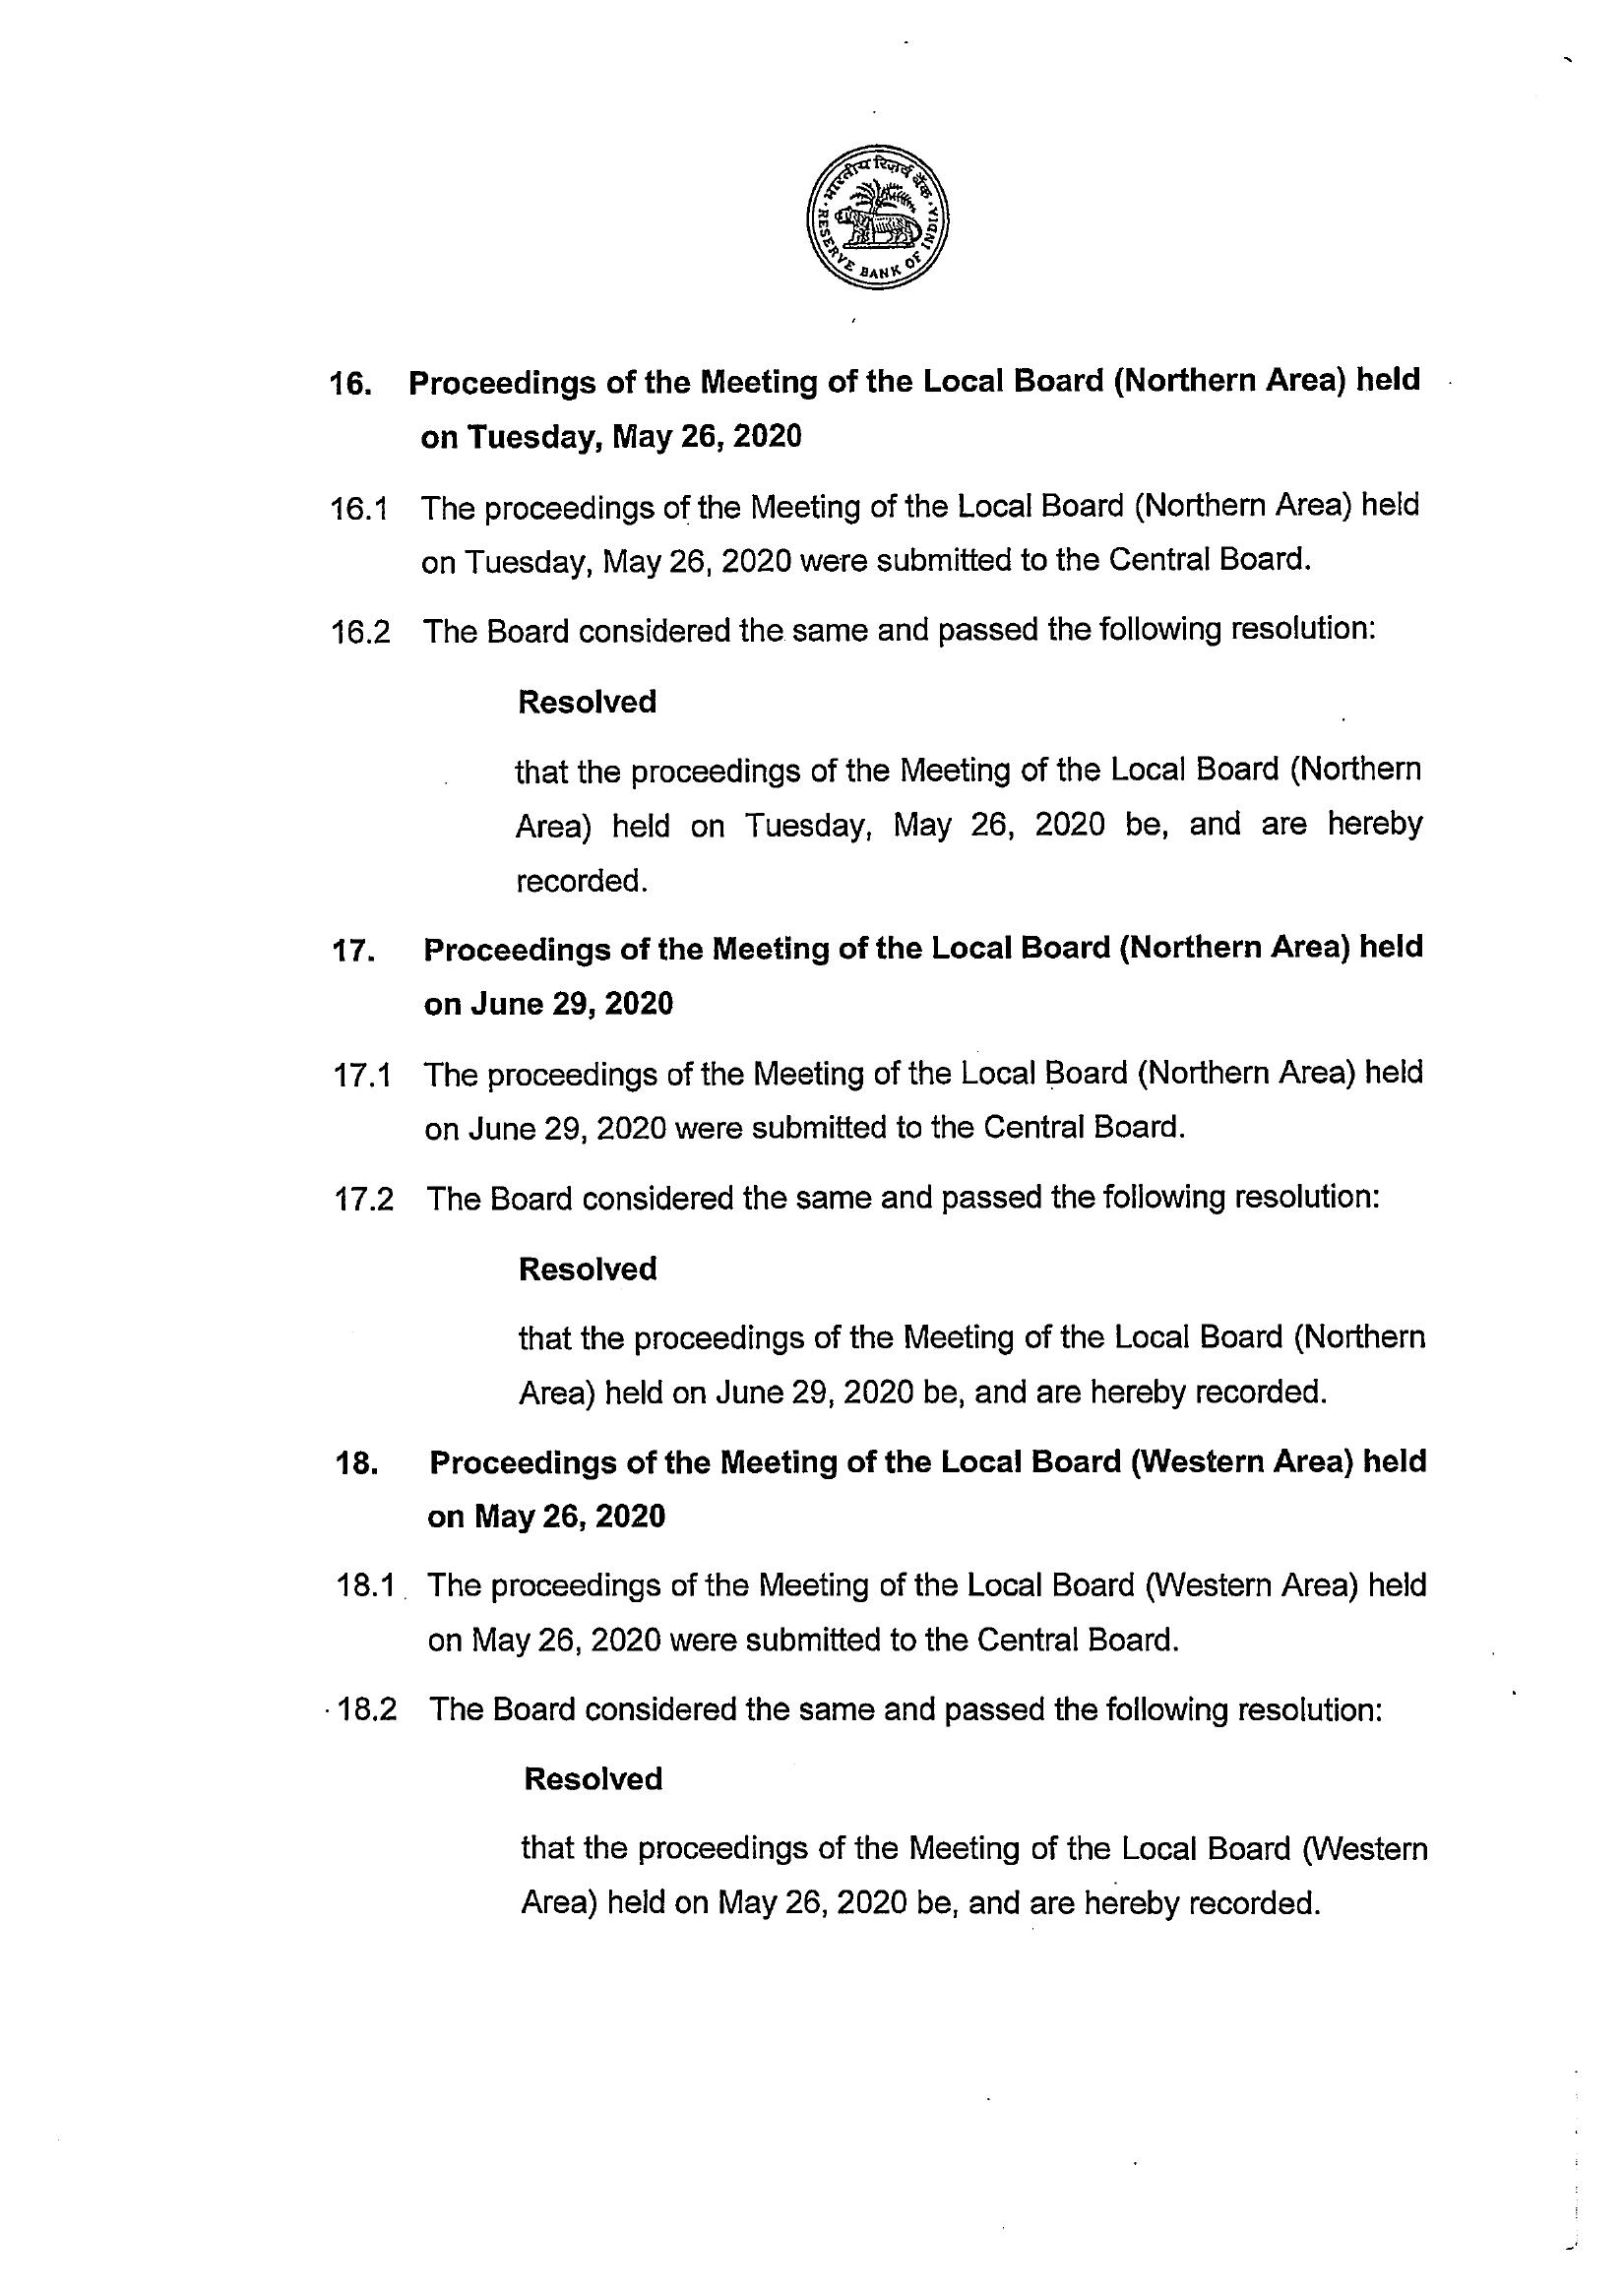 भारतीय रिज़र्व बैंक
RESERVE BANK OF INDIA
16. Proceedings of the Meeting of the Local Board (Northern Area) held
on Tuesday, May 26, 2020
16.1 The proceedings of the Meeting of the Local Board (Northern Area) held
on Tuesday, May 26, 2020 were submitted to the Central Board.
16.2 The Board considered the same and passed the following resolution:
Resolved
that the proceedings of the Meeting of the Local Board (Northern
Area) held on Tuesday, May 26, 2020 be, and are hereby
recorded.
17. Proceedings of the Meeting of the Local Board (Northern Area) held
on June 29, 2020
17.1 The proceedings of the Meeting of the Local Board (Northern Area) held
on June 29, 2020 were submitted to the Central Board.
17.2 The Board considered the same and passed the following resolution:
Resolved
that the proceedings of the Meeting of the Local Board (Northern
Area) held on June 29, 2020 be, and are hereby recorded.
18. Proceedings of the Meeting of the Local Board (Western Area) held
on May 26, 2020
18.1 The proceedings of the Meeting of the Local Board (Western Area) held
on May 26, 2020 were submitted to the Central Board.
18.2 The Board considered the same and passed the following resolution:
Resolved
that the proceedings of the Meeting of the Local Board (Western
Area) held on May 26, 2020 be, and are hereby recorded.